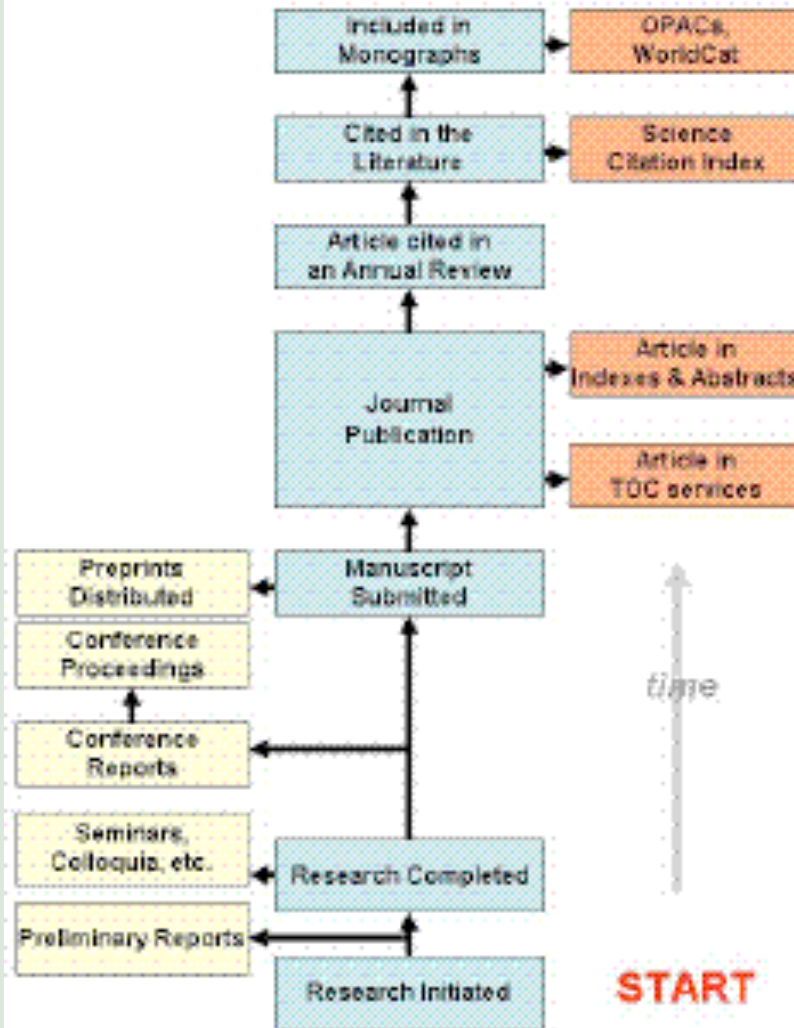 Included in
Monographs
OPACs,
WorldCat
Cited in the
Literature
Science
Citation Index
Article cited in
an Annual Review
Journal
Publication
Article in
Indexes & Abstracts
Article in
TOC services
Preprints
Distributed
Manuscript
Submitted
Conference
Proceedings
time
Conference
Reports
Seminars,
Colloquia, etc.
Research Completed
Preliminary Reports
Research Initiated
START